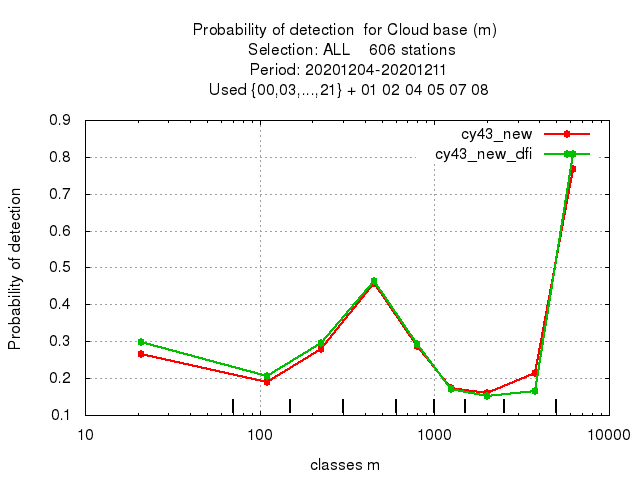 Probability of detection  for Cloud base (m)
Selection: ALL    606 stations
Period: 20201204-20201211
Used {00,03,...,21} + 01 02 04 05 07 08
cy43_new
cy43_new_dfi
Probability of detection
0.9
0.8
0.7
0.6
0.5
0.4
0.3
0.2
0.1
10
100
1000
10000
classes m